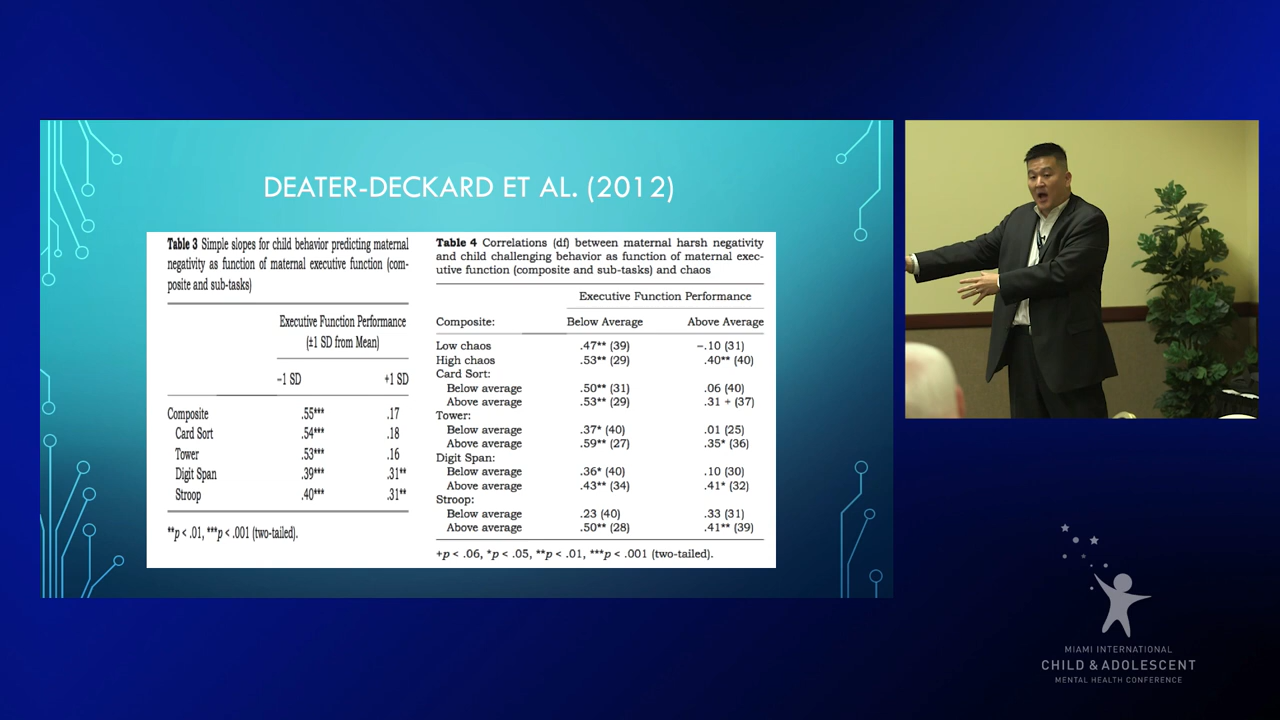 DEATER-DECKARD ET AL. (2012)
Table 3 Simple slopes for child behavior predicting maternal
negativity as function of maternal executive function (com-
posite and sub-tasks)
Executive Function Performance
(±1 SD from Mean)
−1 SD +1 SD
Composite .55*** .17
Card Sort .54*** .18
Tower .53*** .16
Digit Span .39*** .31**
Stroop .40*** .31**
**p < .01, ***p < .001 (two-tailed).
Table 4 Correlations (df) between maternal harsh negativity
and child challenging behavior as function of maternal exec-
utive function (composite and sub-tasks) and chaos
Executive Function Performance
Composite: Below Average Above Average
Low chaos .47** (39) −.10 (31)
High chaos .53** (29) .40** (40)
Card Sort:
Below average .50** (31) .06 (40)
Above average .53** (29) .31 + (37)
Tower:
Below average .37* (40) .01 (25)
Above average .59** (27) .35* (36)
Digit Span:
Below average .36* (40) .10 (30)
Above average .43** (34) .41* (32)
Stroop:
Below average .23 (40) .33 (31)
Above average .50** (28) .41** (39)
+p < .06, *p < .05, **p < .01, ***p < .001 (two-tailed).
MIAMI INTERNATIONAL
CHILD & ADOLESCENT
MENTAL HEALTH CONFERENCE